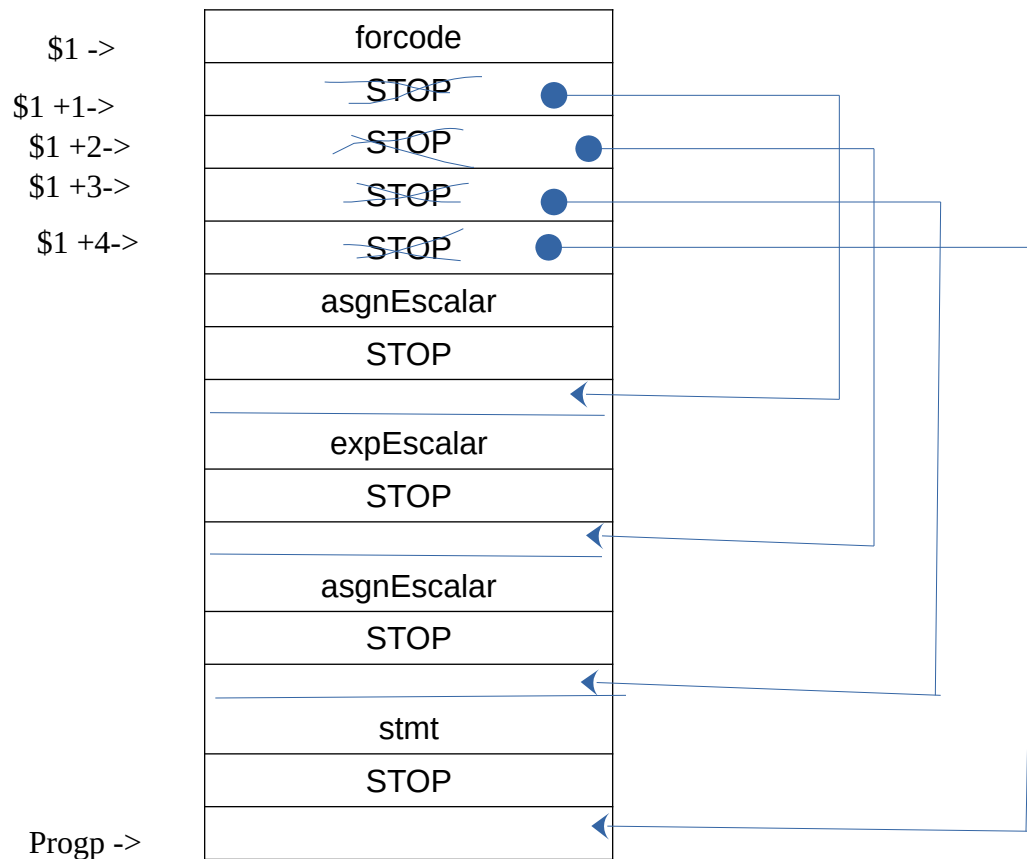 $1 ->
forcode
$1 +1->
STOP
$1 +2->
STOP
$1 +3->
STOP
$1 +4->
STOP
asgnEscalar
STOP
expEscalar
STOP
asgnEscalar
STOP
stmt
STOP
Progp ->